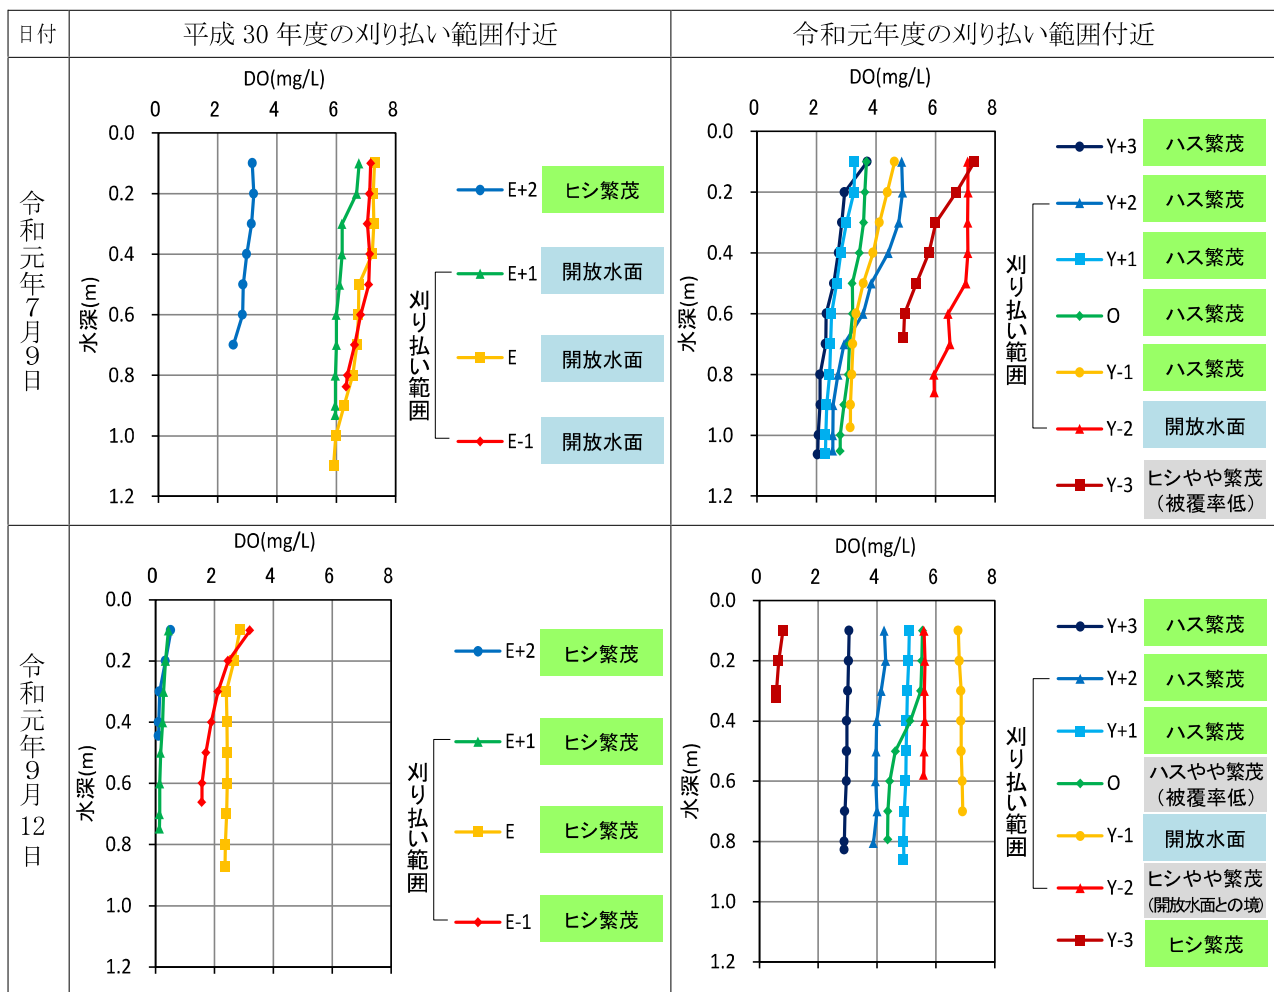 日付
平成 30 年度の刈り払い範囲付近
令和元年度の刈り払い範囲付近
令和元年7月9日
DO(mg/L)
0 2 4 6 8
水深(m)
0.0
0.2
0.4
0.6
0.8
1.0
1.2
刈り払い範囲
E+2 ヒシ繁茂
E+1 開放水面
E 開放水面
E-1 開放水面
DO(mg/L)
0 2 4 6 8
水深(m)
0.0
0.2
0.4
0.6
0.8
1.0
1.2
刈り払い範囲
Y+3 ハス繁茂
Y+2 ハス繁茂
Y+1 ハス繁茂
O ハス繁茂
Y-1 ハス繁茂
Y-2 開放水面
Y-3 ヒシやや繁茂
（被覆率低）
令和元年9月12日
DO(mg/L)
0 2 4 6 8
水深(m)
0.0
0.2
0.4
0.6
0.8
1.0
1.2
刈り払い範囲
E+2 ヒシ繁茂
E+1 ヒシ繁茂
E ヒシ繁茂
E-1 ヒシ繁茂
DO(mg/L)
0 2 4 6 8
水深(m)
0.0
0.2
0.4
0.6
0.8
1.0
1.2
刈り払い範囲
Y+3 ハス繁茂
Y+2 ハス繁茂
Y+1 ハス繁茂
O ハスやや繁茂
（被覆率低）
Y-1 開放水面
Y-2 ヒシやや繁茂
（開放水面との境）
Y-3 ヒシ繁茂